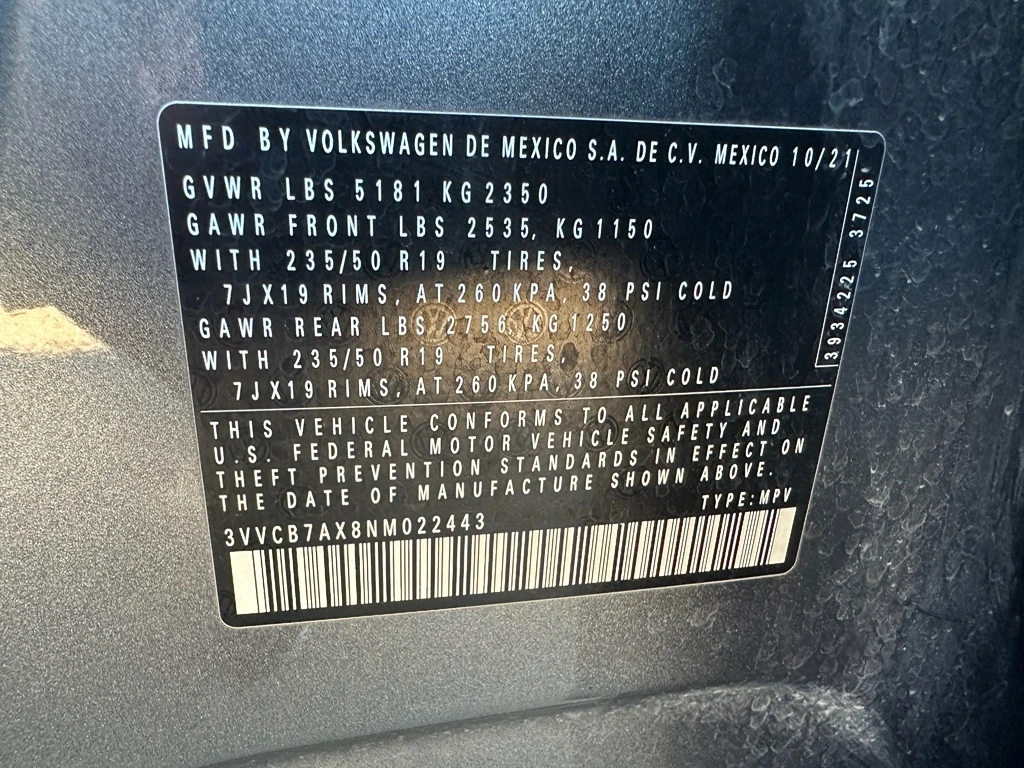 MFD BY VOLKSWAGEN DE MEXICO S.A. DE C.V. MEXICO 10/21
GVWR LBS 5181 KG 2350
GAWR FRONT LBS 2535, KG 1150
WITH 235/50 R19 TIRES,
7JX19 RIMS, AT 260 KPA, 38 PSI COLD
GAWR REAR LBS 2756, KG 1250
WITH 235/50 R19 TIRES,
7JX19 RIMS, AT 260 KPA, 38 PSI COLD
3934225 3725
THIS VEHICLE CONFORMS TO ALL APPLICABLE
U.S. FEDERAL MOTOR VEHICLE SAFETY AND
THEFT PREVENTION STANDARDS IN EFFECT ON
THE DATE OF MANUFACTURE SHOWN ABOVE.
TYPE: MPV
3VVCB7AX8NM022443